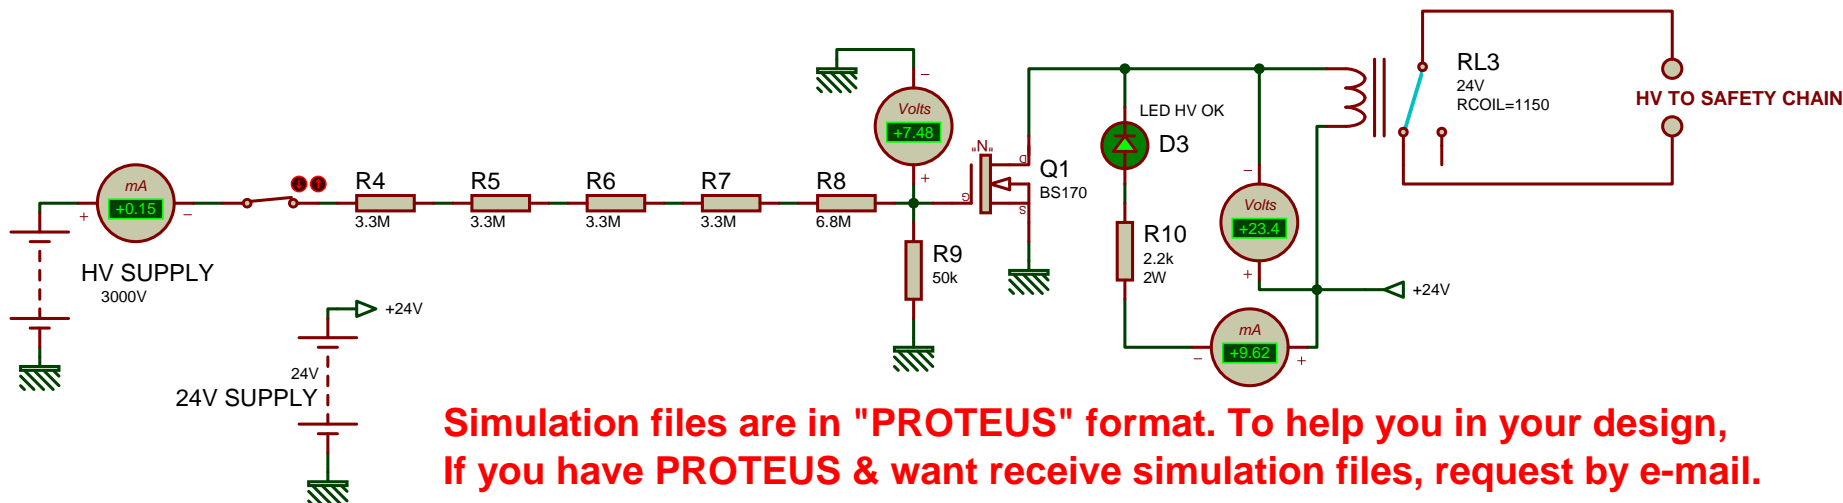 mA
+0.15
+
−
HV SUPPLY
3000V
24V
24V SUPPLY
+24V
R4
3.3M
R5
3.3M
R6
3.3M
R7
3.3M
R8
6.8M
−
Volts
+7.48
+
R9
50k
"N"
D
G
S
Q1
BS170
LED HV OK
D3
R10
2.2k
2W
−
Volts
+23.4
+
mA
+9.62
−
+
+24V
RL3
24V
RCOIL=1150
HV TO SAFETY CHAIN
Simulation files are in "PROTEUS" format. To help you in your design,
If you have PROTEUS & want receive simulation files, request by e-mail.